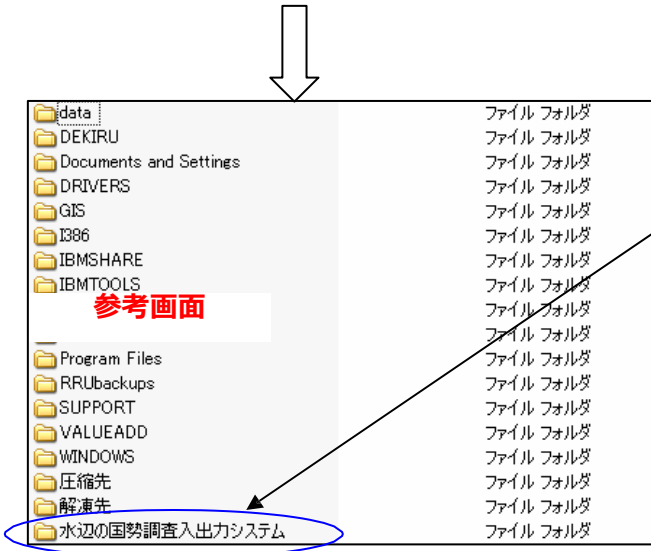 data ファイル フォルダ
DEKIRU ファイル フォルダ
Documents and Settings ファイル フォルダ
DRIVERS ファイル フォルダ
GIS ファイル フォルダ
I386 ファイル フォルダ
IBMSHARE ファイル フォルダ
IBMTOOLS ファイル フォルダ
参考画面 ファイル フォルダ
ファイル フォルダ
Program Files ファイル フォルダ
RRUbackups ファイル フォルダ
SUPPORT ファイル フォルダ
VALUEADD ファイル フォルダ
WINDOWS ファイル フォルダ
圧縮先 ファイル フォルダ
解凍先 ファイル フォルダ
水辺の国勢調査入出力システム ファイル フォルダ